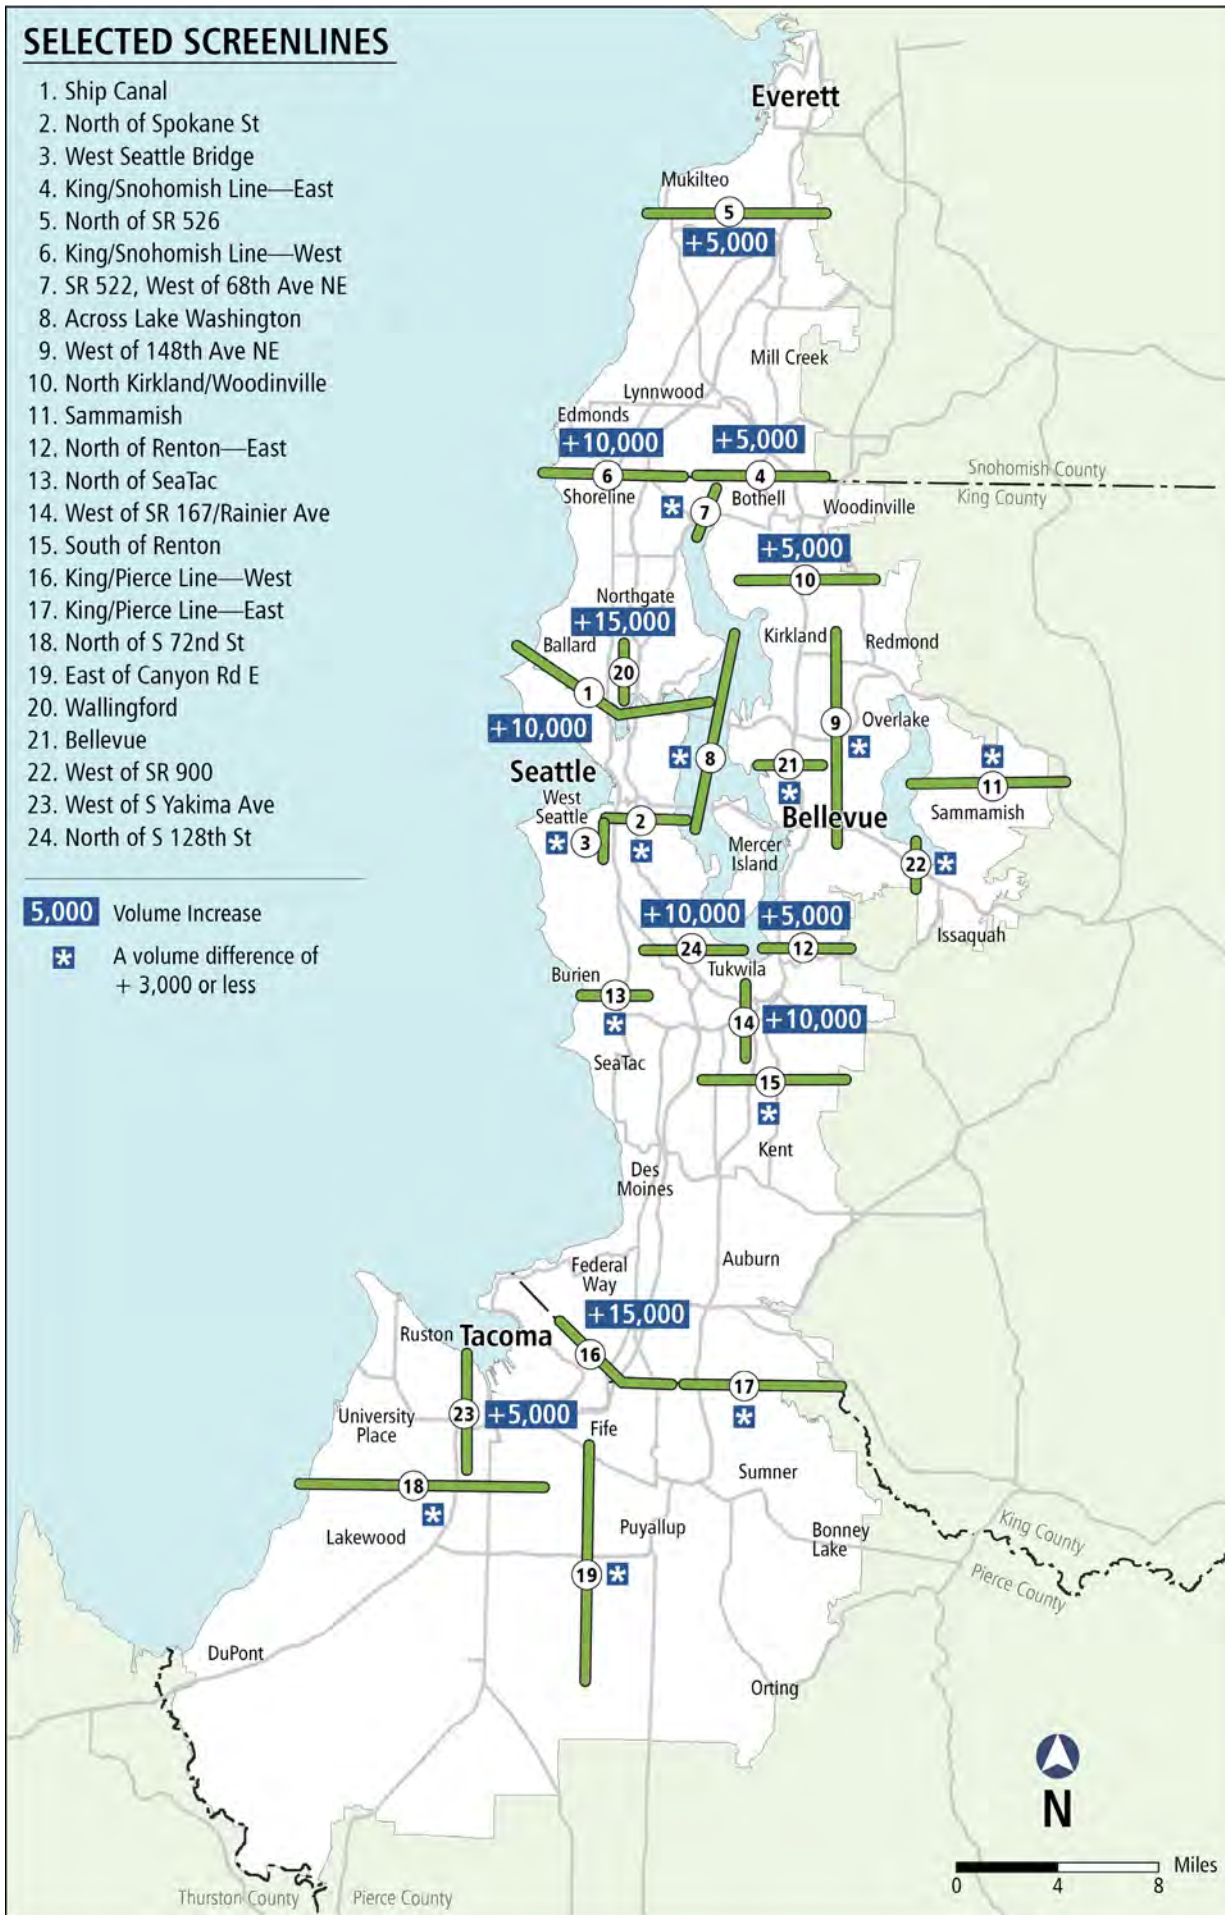 SELECTED SCREENLINES
1. Ship Canal
2. North of Spokane St
3. West Seattle Bridge
4. King/Snohomish Line—East
5. North of SR 526
6. King/Snohomish Line—West
7. SR 522, West of 68th Ave NE
8. Across Lake Washington
9. West of 148th Ave NE
10. North Kirkland/Woodinville
11. Sammamish
12. North of Renton—East
13. North of SeaTac
14. West of SR 167/Rainier Ave
15. South of Renton
16. King/Pierce Line—West
17. King/Pierce Line—East
18. North of S 72nd St
19. East of Canyon Rd E
20. Wallingford
21. Bellevue
22. West of SR 900
23. West of S Yakima Ave
24. North of S 128th St
5,000 Volume Increase
* A volume difference of
+ 3,000 or less
Everett
Mukilteo
5
+5,000
Mill Creek
Lynnwood
Edmonds
+10,000
+5,000
6
4
Snohomish County
King County
Shoreline
Bothell
Woodinville
*
7
+5,000
10
Northgate
+15,000
Ballard
Kirkland
Redmond
20
1
9
Overlake
+10,000
*
8
21
*
*
11
Seattle
*
Bellevue
Sammamish
West
Seattle
2
*
3
*
Mercer
Island
22
*
+10,000
+5,000
Issaquah
24
12
Tukwila
Burien
13
*
14
+10,000
SeaTac
15
*
Kent
Des
Moines
Auburn
Federal
Way
+15,000
Ruston
Tacoma
16
17
*
23
+5,000
University
Place
Fife
Sumner
18
*
Lakewood
Puyallup
Bonney
Lake
King County
Pierce County
19
*
DuPont
Orting
N
Miles
0
4
8
Thurston County
Pierce County